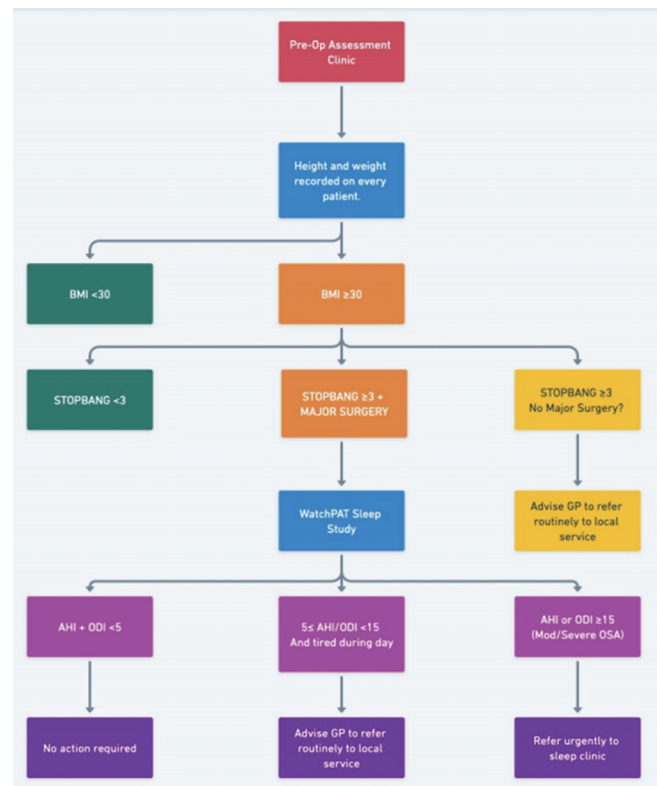 Pre-Op Assessment
Clinic
Height and weight
recorded on every
patient.
BMI <30
BMI ≥30
STOPBANG <3
STOPBANG ≥3 +
MAJOR SURGERY
STOPBANG ≥3
No Major Surgery?
WatchPAT Sleep
Study
Advise GP to refer
routinely to local
service
AHI + ODI <5
5≤ AHI/ODI <15
And tired during day
AHI or ODI ≥15
(Mod/Severe OSA)
No action required
Advise GP to refer
routinely to local
service
Refer urgently to
sleep clinic